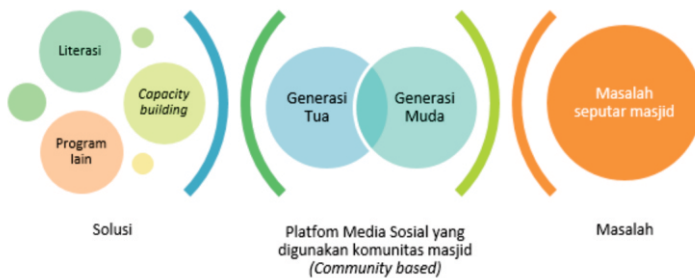 Literasi
Capacity
building
Program
lain
Generasi
Tua
Generasi
Muda
Masalah
seputar masjid
Solusi
Platfom Media Sosial yang
digunakan komunitas masjid
(Community based)
Masalah